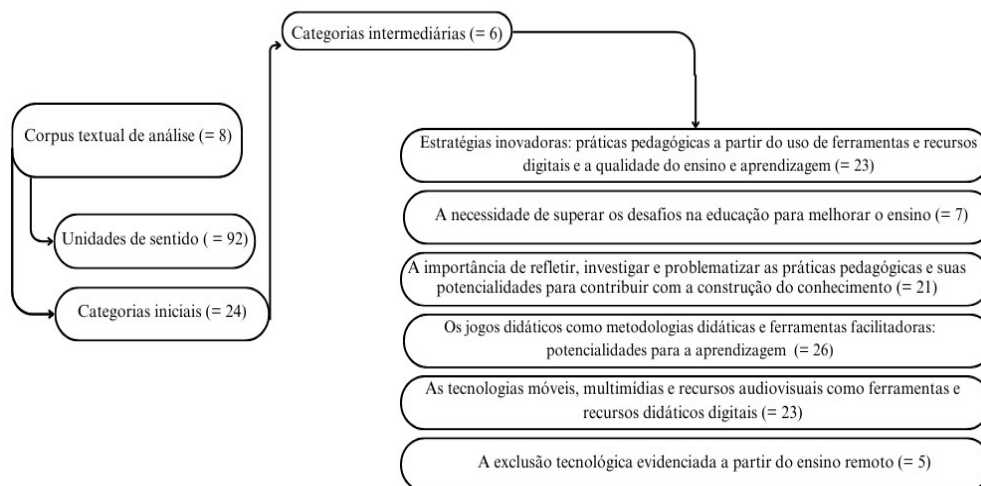 Categorias intermediárias (= 6)
Corpus textual de análise (= 8)
Unidades de sentido ( = 92)
Categorias iniciais (= 24)
Estratégias inovadoras: práticas pedagógicas a partir do uso de ferramentas e recursos
digitais e a qualidade do ensino e aprendizagem (= 23)
A necessidade de superar os desafios na educação para melhorar o ensino (= 7)
A importância de refletir, investigar e problematizar as práticas pedagógicas e suas
potencialidades para contribuir com a construção do conhecimento (= 21)
Os jogos didáticos como metodologias didáticas e ferramentas facilitadoras:
potencialidades para a aprendizagem (= 26)
As tecnologias móveis, multimídias e recursos audiovisuais como ferramentas e
recursos didáticos digitais (= 23)
A exclusão tecnológica evidenciada a partir do ensino remoto (= 5)